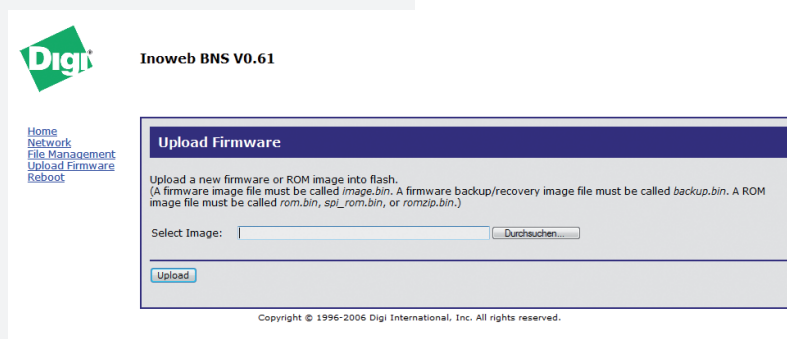 Digi®
Inoweb BNS V0.61
Home
Network
File Management
Upload Firmware
Reboot
Upload Firmware
Upload a new firmware or ROM image into flash.
(A firmware image file must be called image.bin. A firmware backup/recovery image file must be called backup.bin. A ROM
image file must be called rom.bin, spi_rom.bin, or romzip.bin.)
Select Image:
Durchsuchen...
Upload
Copyright © 1996-2006 Digi International, Inc. All rights reserved.